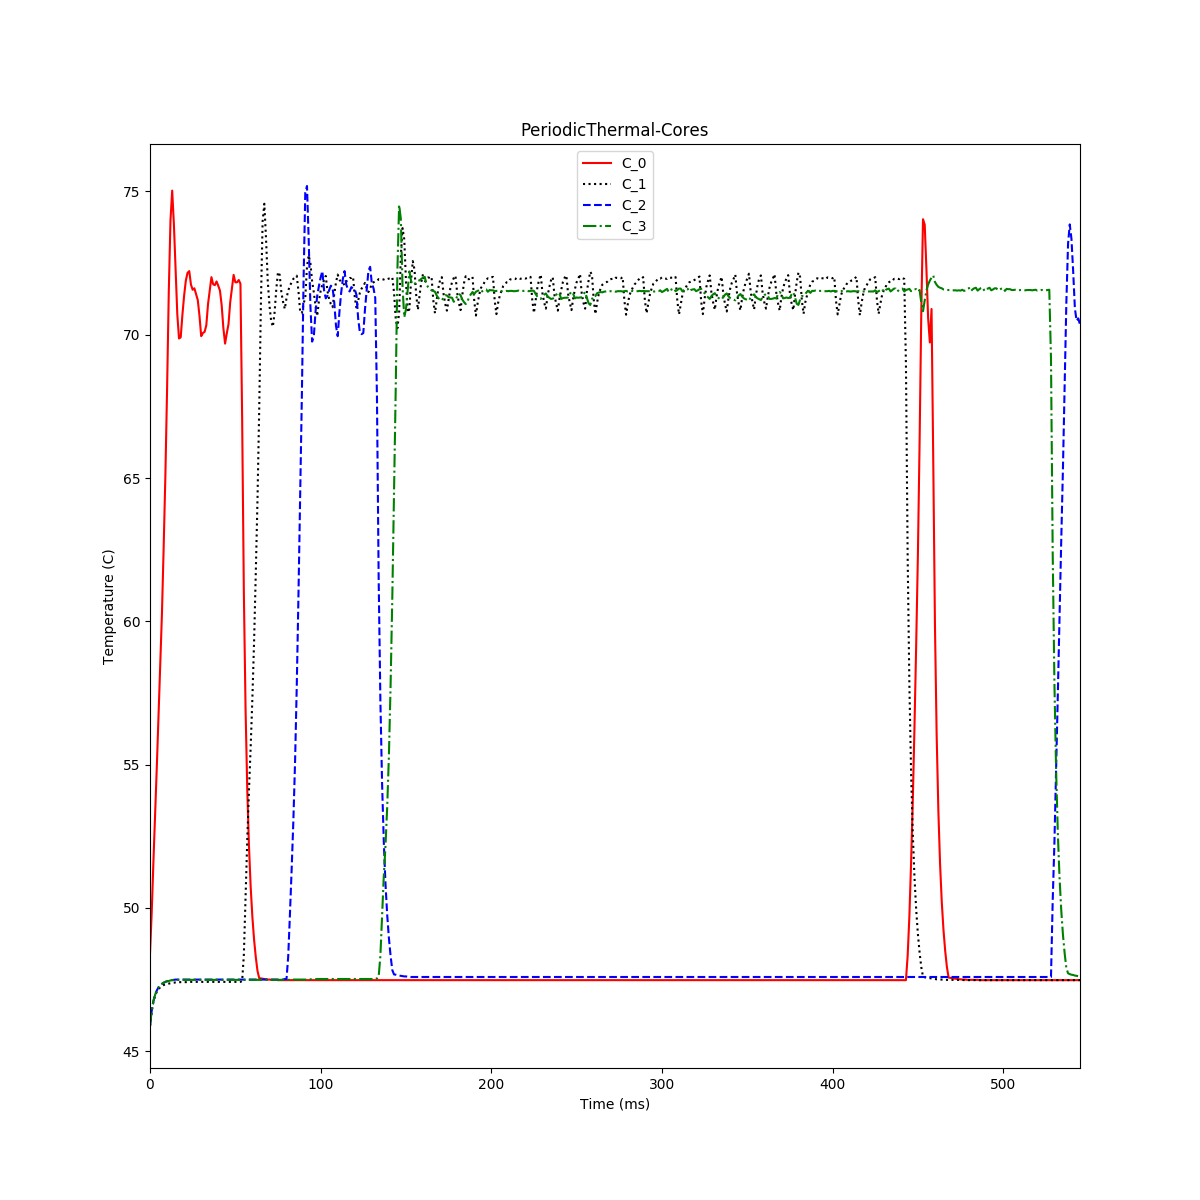 PeriodicThermal-Cores
C_0
C_1
C_2
C_3
75
70
65
60
55
50
45
Temperature (C)
0 100 200 300 400 500
Time (ms)